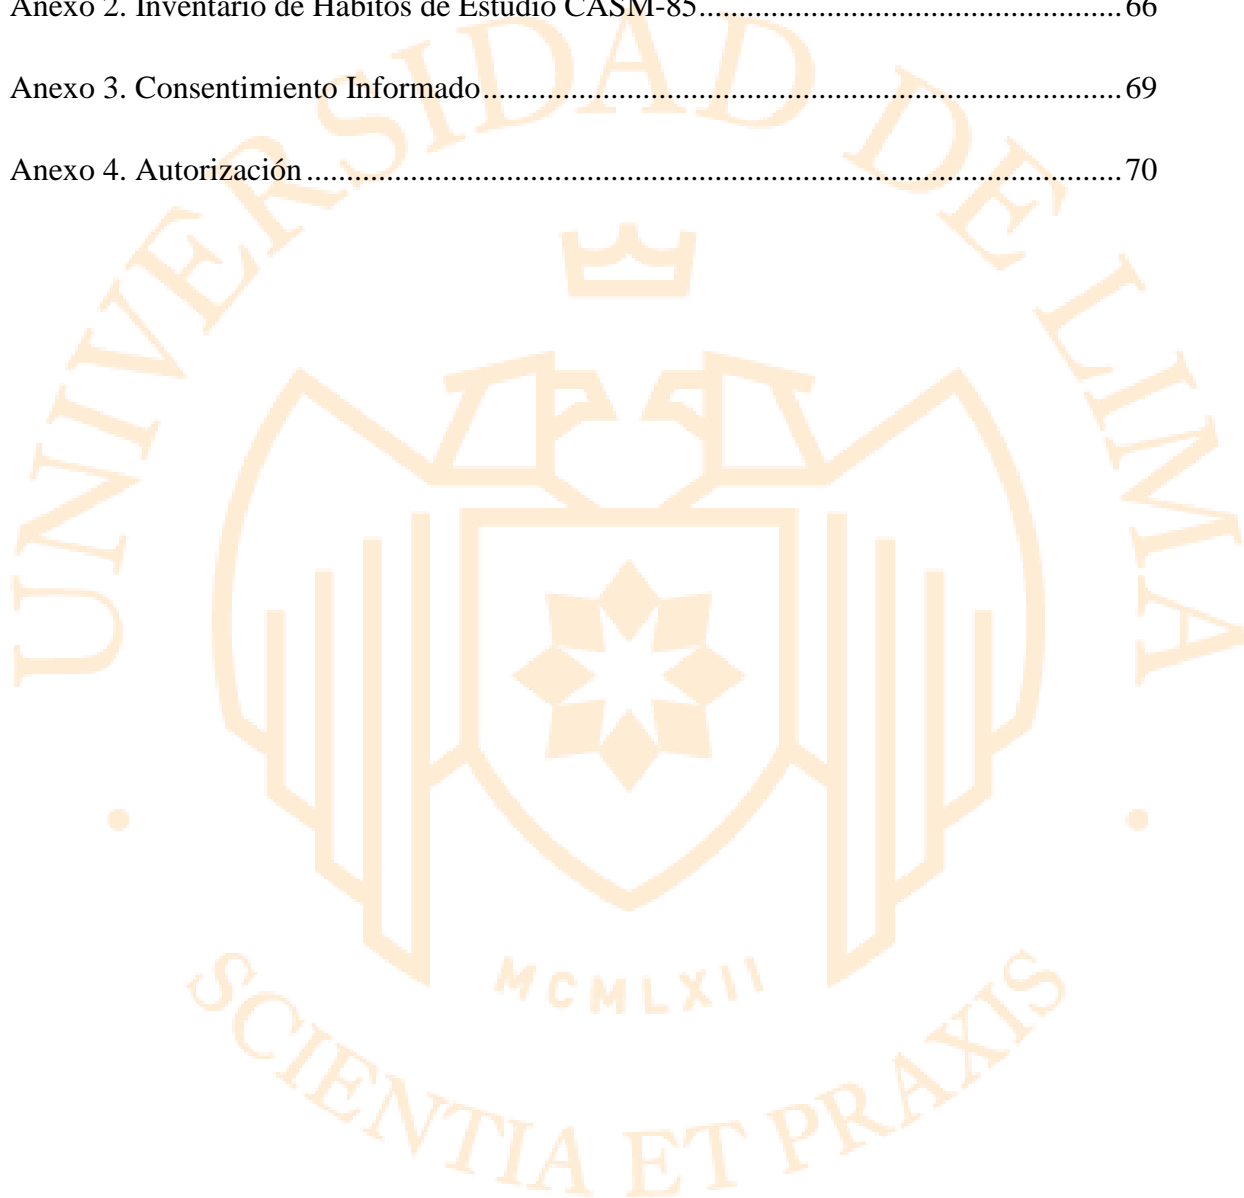 Anexo 2. Inventario de Hábitos de Estudio CASM-85.....................................................66
Anexo 3. Consentimiento Informado................................................................................69
Anexo 4. Autorización......................................................................................................70
UNIVERSIDAD DE LIMA
MCMLXII
SCIENTIA ET PRAXIS